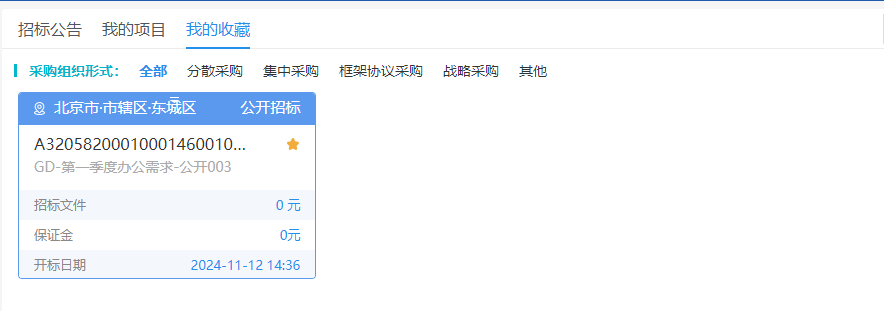 招标公告 我的项目 我的收藏
采购组织形式： 全部 分散采购 集中采购 框架协议采购 战略采购 其他
北京市·市辖区·东城区 公开招标
A32058200010001460010...
GD-第一季度办公需求-公开003
招标文件 0 元
保证金 0元
开标日期 2024-11-12 14:36